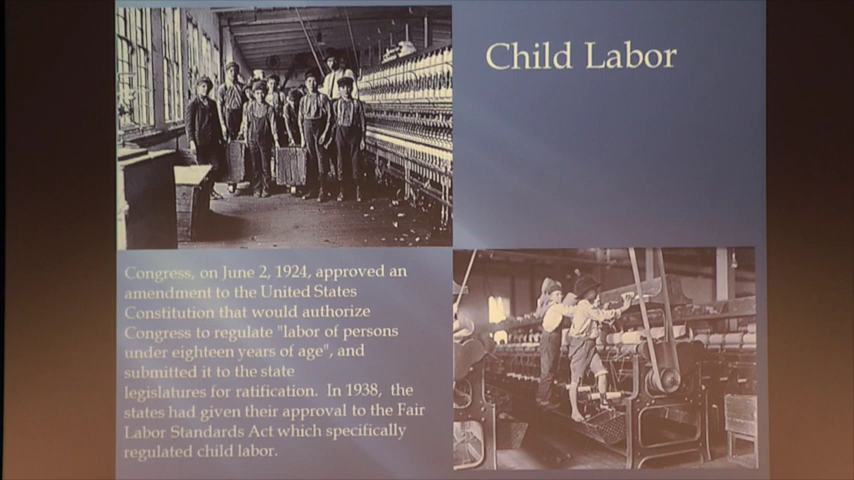 Child Labor
Congress, on June 2, 1924, approved an
amendment to the United States
Constitution that would authorize
Congress to regulate "labor of persons
under eighteen years of age", and
submitted it to the state
legislatures for ratification.  In 1938,  the
states had given their approval to the Fair
Labor Standards Act which specifically
regulated child labor.